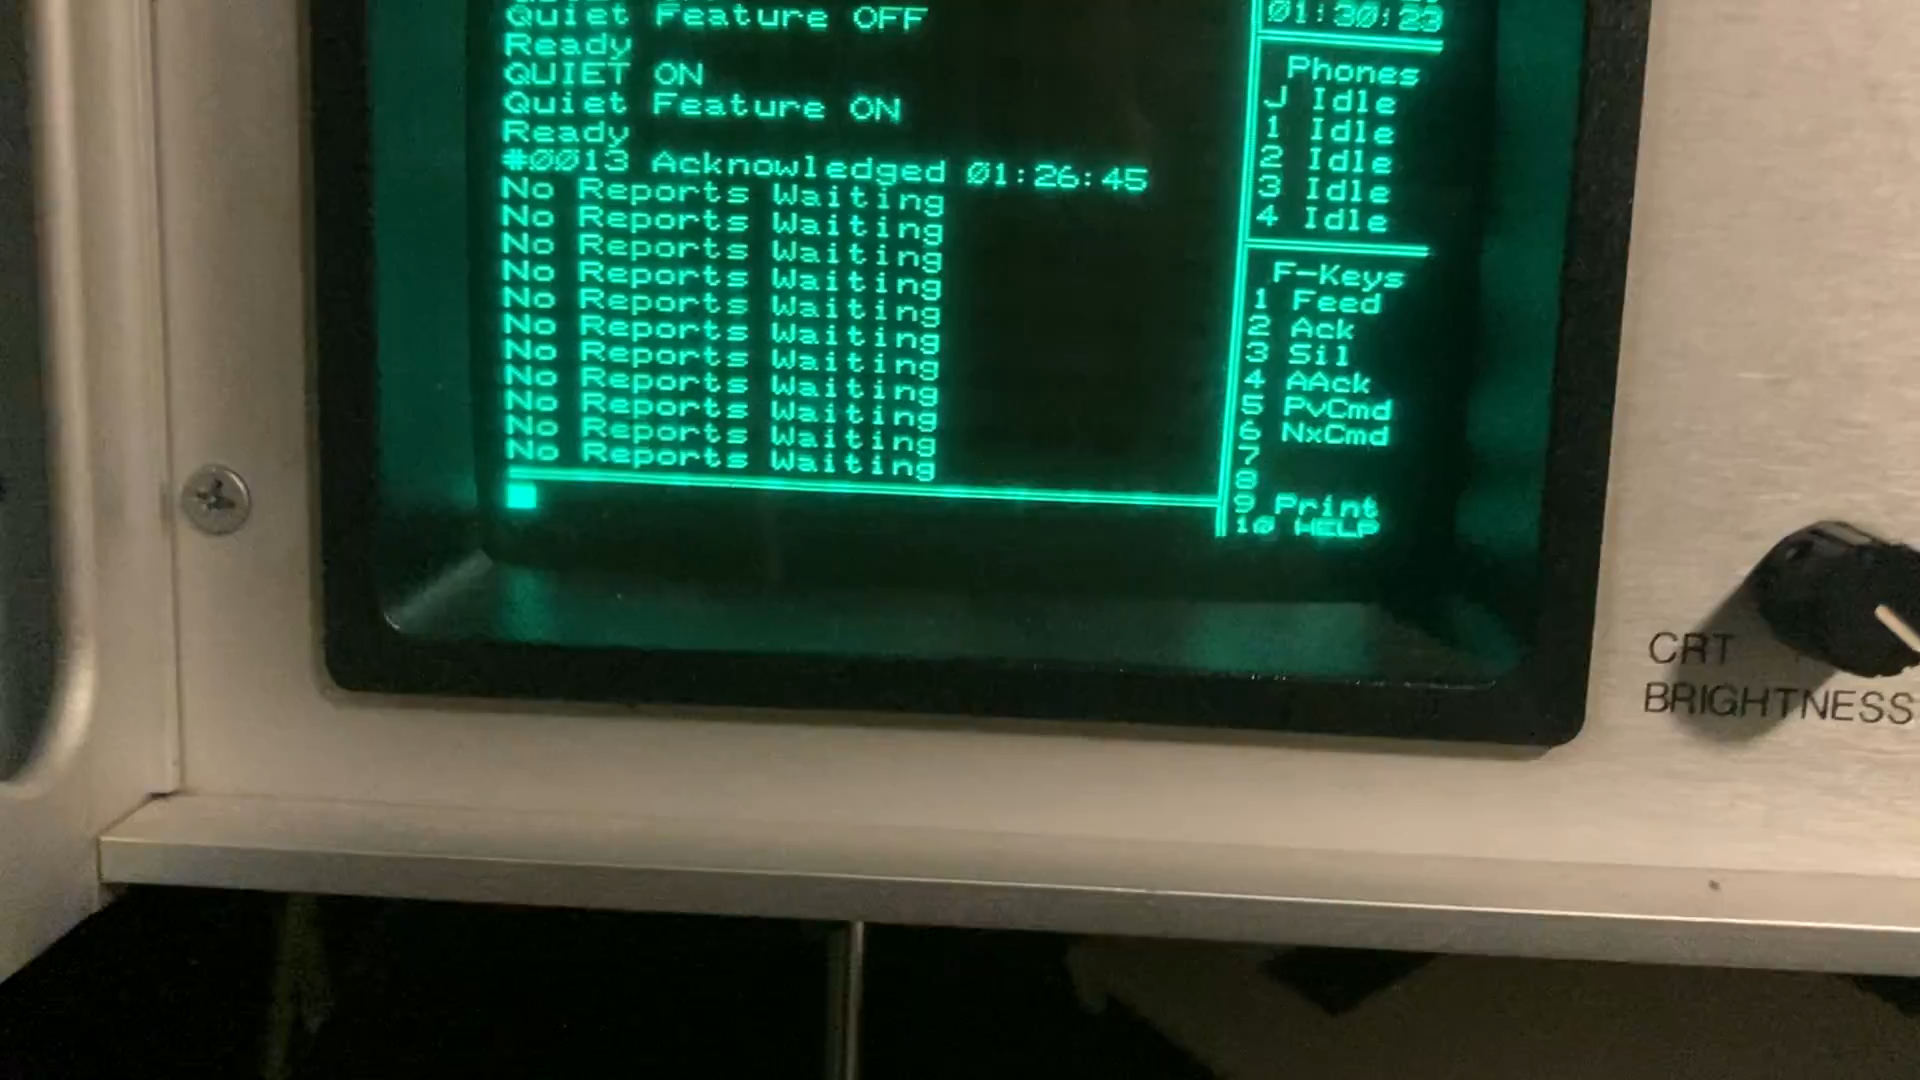 Quiet Feature OFF
Ready
QUIET ON
Quiet Feature ON
Ready
#0013 Acknowledged 01:26:45
No Reports Waiting
No Reports Waiting
No Reports Waiting
No Reports Waiting
No Reports Waiting
No Reports Waiting
No Reports Waiting
No Reports Waiting
No Reports Waiting
No Reports Waiting
No Reports Waiting
01:30:23
Phones
J Idle
1 Idle
2 Idle
3 Idle
4 Idle
F-Keys
1 Feed
2 Ack
3 Sil
4 AAck
5 PvCmd
6 NxCmd
7
8
9 Print
10 HELP
CRT
BRIGHTNESS